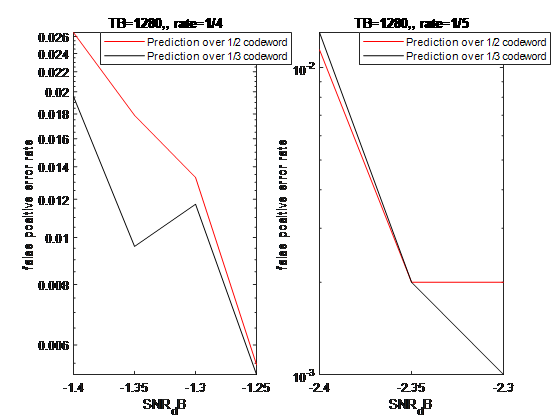 TB=1280,, rate=1/4
Prediction over 1/2 codeword
Prediction over 1/3 codeword
0.026
0.024
0.022
0.02
0.018
0.016
0.014
0.012
0.01
0.008
0.006
false positive error rate
-1.4 -1.35 -1.3 -1.25
SNR_dB
TB=1280,, rate=1/5
Prediction over 1/2 codeword
Prediction over 1/3 codeword
10^-2
10^-3
false positive error rate
-2.4 -2.35 -2.3
SNR_dB